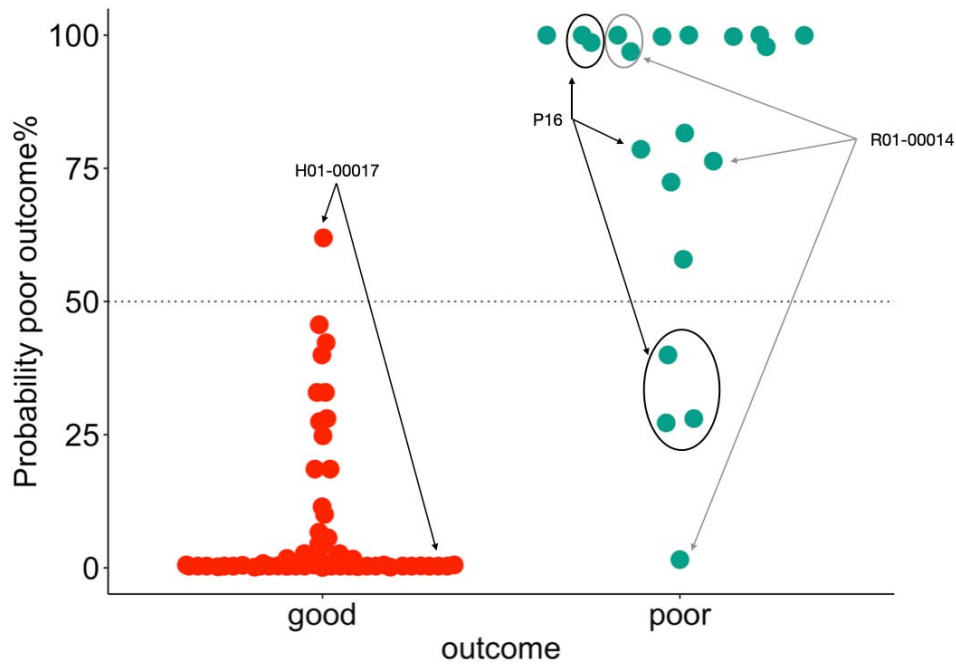 100
75
50
25
0
Probability poor outcome%
H01-00017
P16
R01-00014
good
poor
outcome